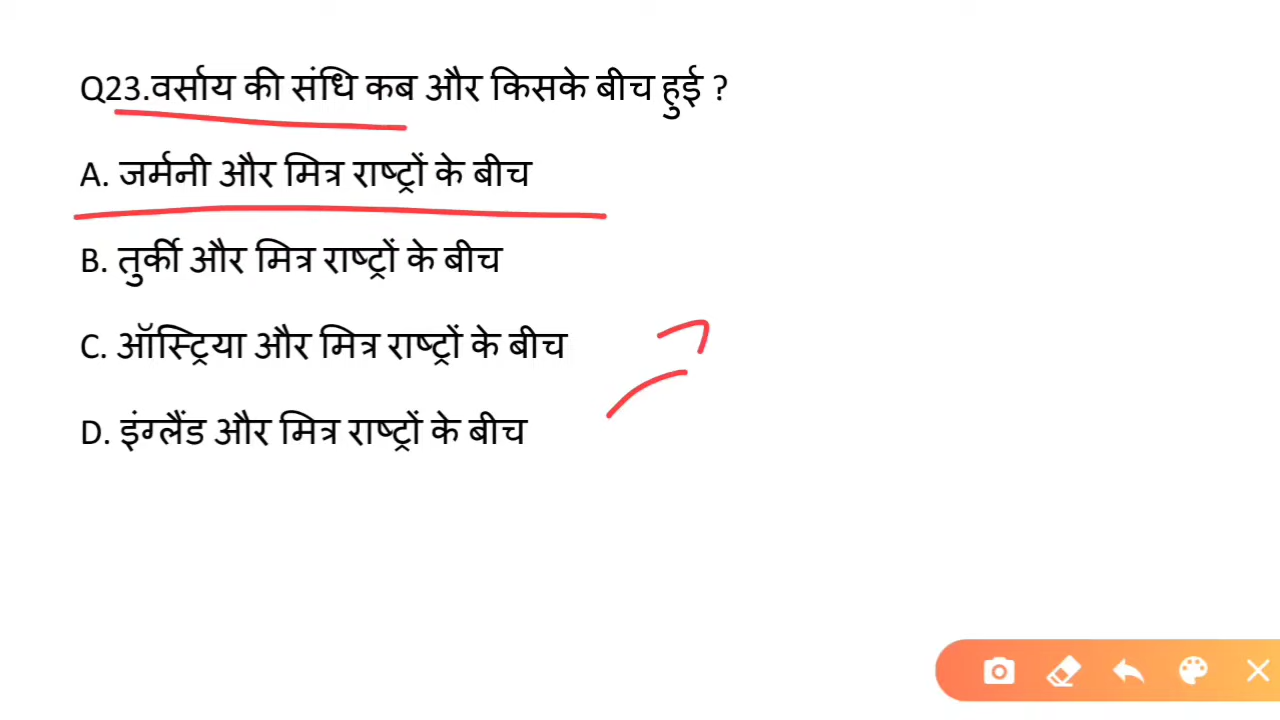 Q23.वर्साय की संधि कब और किसके बीच हुई ?
A. जर्मनी और मित्र राष्ट्रों के बीच
B. तुर्की और मित्र राष्ट्रों के बीच
C. ऑस्ट्रिया और मित्र राष्ट्रों के बीच
D. इंग्लैंड और मित्र राष्ट्रों के बीच